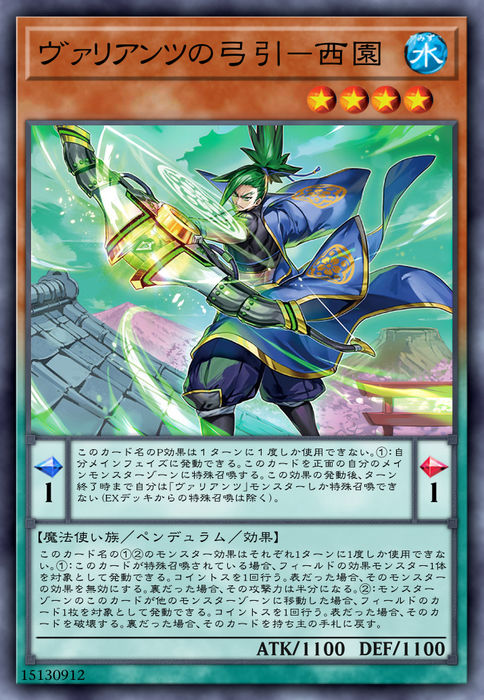 ヴァリアンツの弓引－西園
みず
水
このカード名のP効果は１ターンに１度しか使用できない。①：自
分メインフェイズに発動できる。このカードを正面の自分のメイ
ンモンスターゾーンに特殊召喚する。この効果の発動後、ターン
終了時まで自分は「ヴァリアンツ」モンスターしか特殊召喚でき
ない(EXデッキからの特殊召喚は除く)。
1
1
【魔法使い族／ペンデュラム／効果】
このカード名の①②のモンスター効果はそれぞれ1ターンに1度しか使用できな
い。①：このカードが特殊召喚されている場合、フィールドの効果モンスター1体
を対象として発動できる。コイントスを1回行う。表だった場合、そのモンスター
の効果を無効にする。裏だった場合、その攻撃力は半分になる。②：モンスター
ゾーンのこのカードが他のモンスターゾーンに移動した場合、フィールドのカー
ド1枚を対象として発動できる。コイントスを1回行う。表だった場合、そのカー
ドを破壊する。裏だった場合、そのカードを持ち主の手札に戻す。
ATK/1100 DEF/1100
15130912